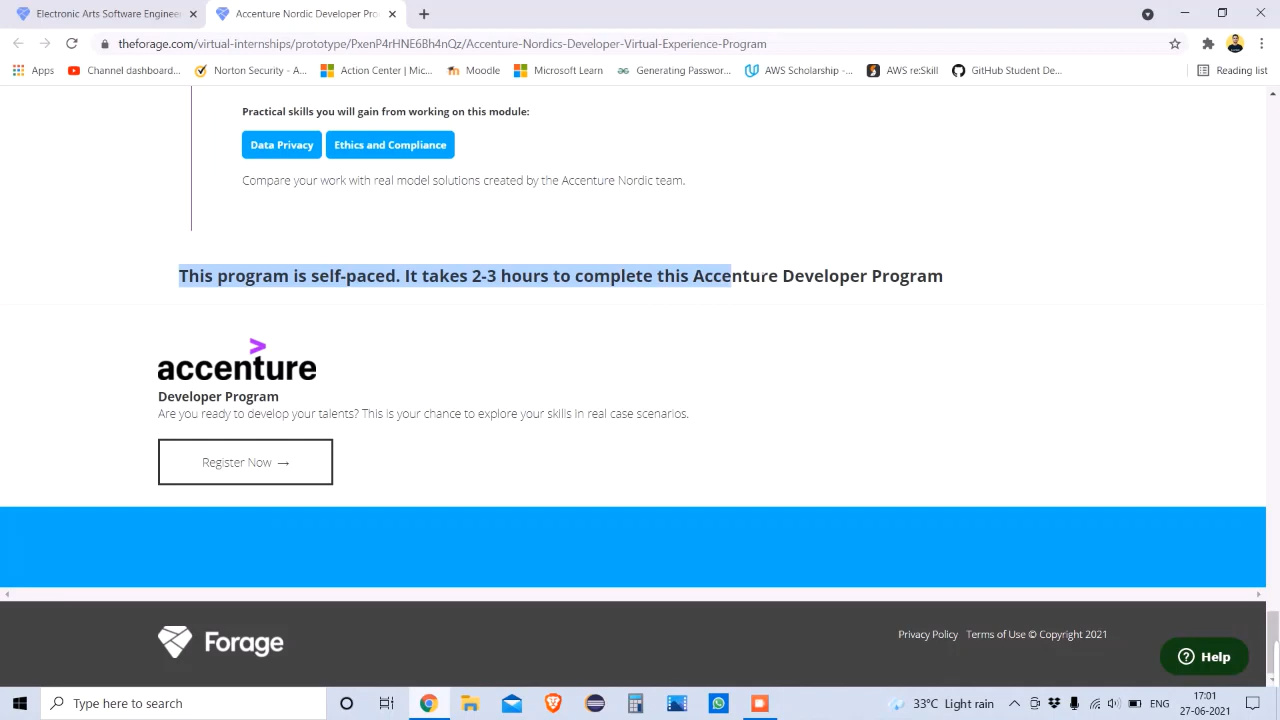 Electronic Arts Software Enginee
Accenture Nordic Developer Pro
theforage.com/virtual-internships/prototype/PxenP4rHNE6Bh4nQz/Accenture-Nordics-Developer-Virtual-Experience-Program
Apps
Channel dashboard...
Norton Security - A...
Action Center | Mic...
Moodle
Microsoft Learn
Generating Passwor...
AWS Scholarship -...
AWS re:Skill
GitHub Student De...
Reading list
Practical skills you will gain from working on this module:
Data Privacy
Ethics and Compliance
Compare your work with real model solutions created by the Accenture Nordic team.
This program is self-paced. It takes 2-3 hours to complete this Accenture Developer Program
accenture
Developer Program
Are you ready to develop your talents? This is your chance to explore your skills in real case scenarios.
Register Now →
Forage
Privacy Policy Terms of Use © Copyright 2021
Help
Type here to search
33°C Light rain
ENG
17:01
27-06-2021